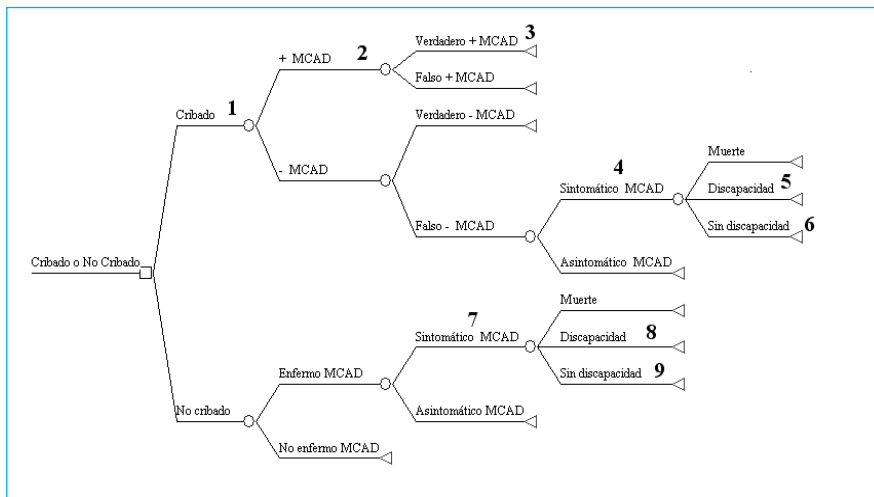 Verdadero + MCAD 3
+ MCAD 2
Falso + MCAD
Cribado 1
Verdadero - MCAD
Muerte
- MCAD
4
Sintomático MCAD
Discapacidad 5
Falso - MCAD
Sin discapacidad 6
Cribado o No Cribado
Asintomático MCAD
Muerte
7
Sintomático MCAD
Discapacidad 8
Enfermo MCAD
Sin discapacidad 9
No cribado
Asintomático MCAD
No enfermo MCAD